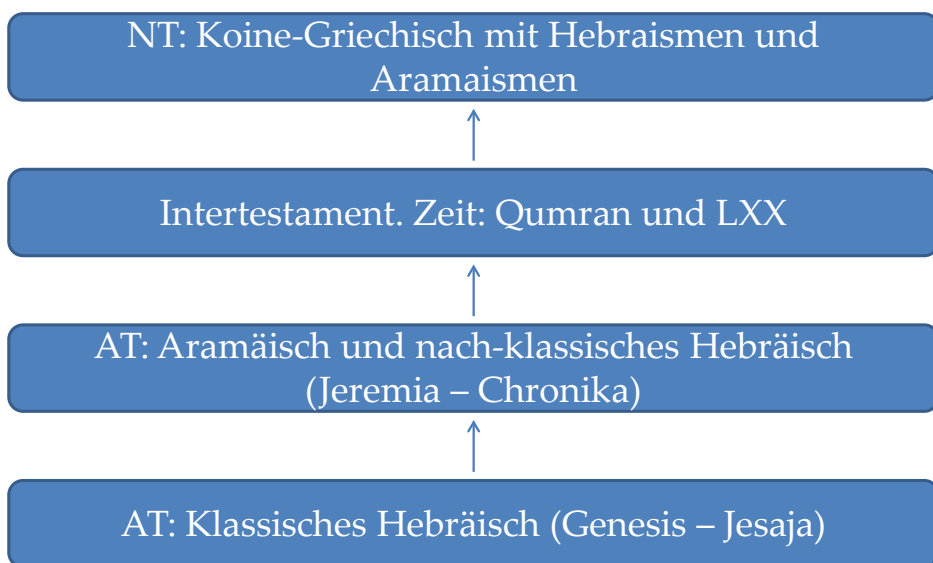 NT: Koine-Griechisch mit Hebraismen und
Aramaismen
Intertestament. Zeit: Qumran und LXX
AT: Aramäisch und nach-klassisches Hebräisch
(Jeremia – Chronika)
AT: Klassisches Hebräisch (Genesis – Jesaja)